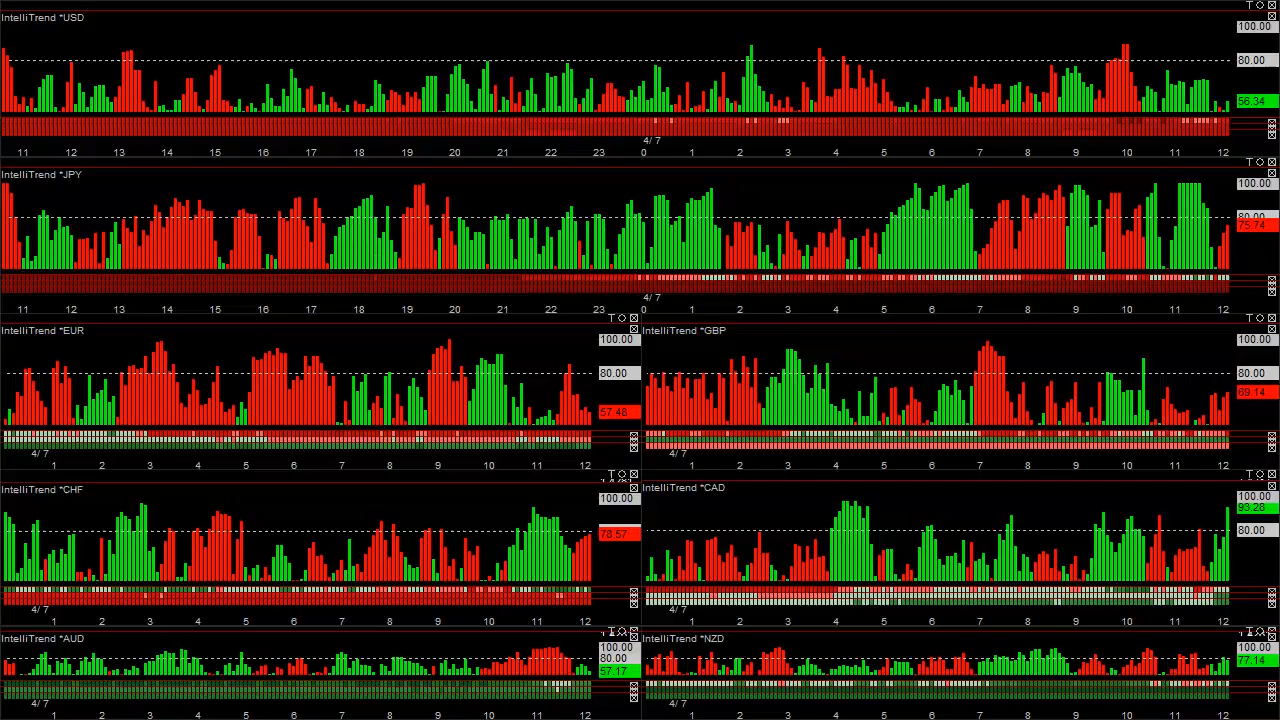 IntelliTrend *USD
100.00
80.00
56.34
4/ 7
11 12 13 14 15 16 17 18 19 20 21 22 23 0 1 2 3 4 5 6 7 8 9 10 11 12
IntelliTrend *JPY
100.00
80.00
75.74
4/ 7
11 12 13 14 15 16 17 18 19 20 21 22 23 0 1 2 3 4 5 6 7 8 9 10 11 12
IntelliTrend *EUR
100.00
80.00
57.48
4/ 7
1 2 3 4 5 6 7 8 9 10 11 12
IntelliTrend *GBP
100.00
80.00
69.14
4/ 7
1 2 3 4 5 6 7 8 9 10 11 12
IntelliTrend *CHF
100.00
78.57
4/ 7
1 2 3 4 5 6 7 8 9 10 11 12
IntelliTrend *CAD
100.00
93.28
80.00
4/ 7
1 2 3 4 5 6 7 8 9 10 11 12
IntelliTrend *AUD
100.00
80.00
57.17
4/ 7
1 2 3 4 5 6 7 8 9 10 11 12
IntelliTrend *NZD
100.00
77.14
4/ 7
1 2 3 4 5 6 7 8 9 10 11 12